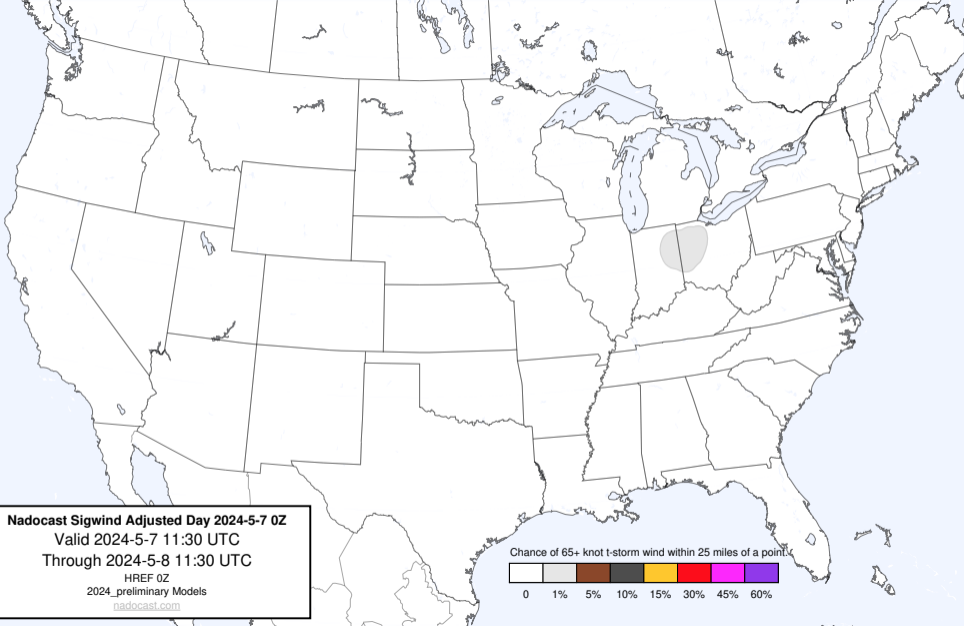 Nadocast Sigwind Adjusted Day 2024-5-7 0Z
Valid 2024-5-7 11:30 UTC
Through 2024-5-8 11:30 UTC
HREF 0Z
2024_preliminary Models
nadocast.com
Chance of 65+ knot t-storm wind within 25 miles of a point.
0 1% 5% 10% 15% 30% 45% 60%